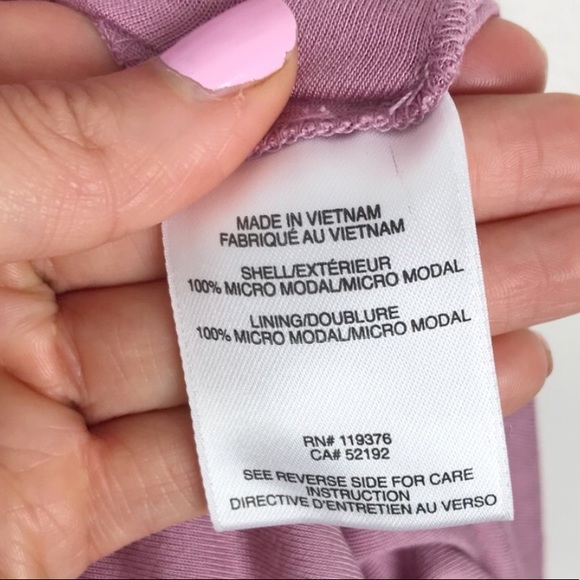 MADE IN VIETNAM
FABRIQUÉ AU VIETNAM
SHELL/EXTÉRIEUR
100% MICRO MODAL/MICRO MODAL
LINING/DOUBLURE
100% MICRO MODAL/MICRO MODAL
RN# 119376
CA# 52192
SEE REVERSE SIDE FOR CARE
INSTRUCTION
DIRECTIVE D'ENTRETIEN AU VERSO